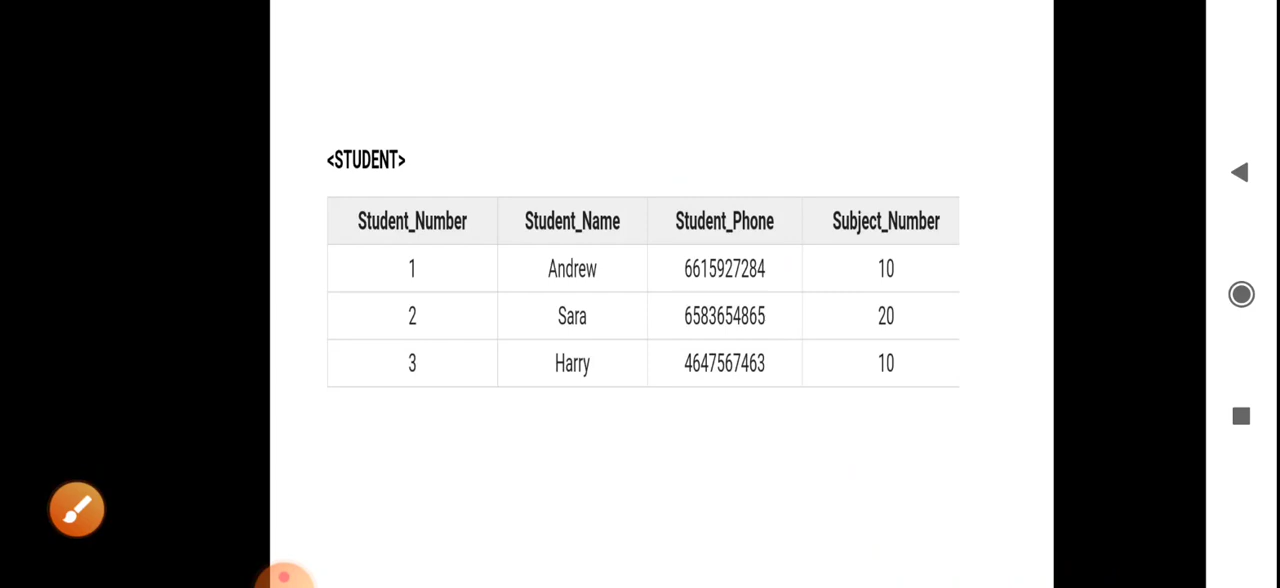 <STUDENT>
Student_Number Student_Name Student_Phone Subject_Number
1 Andrew 6615927284 10
2 Sara 6583654865 20
3 Harry 4647567463 10